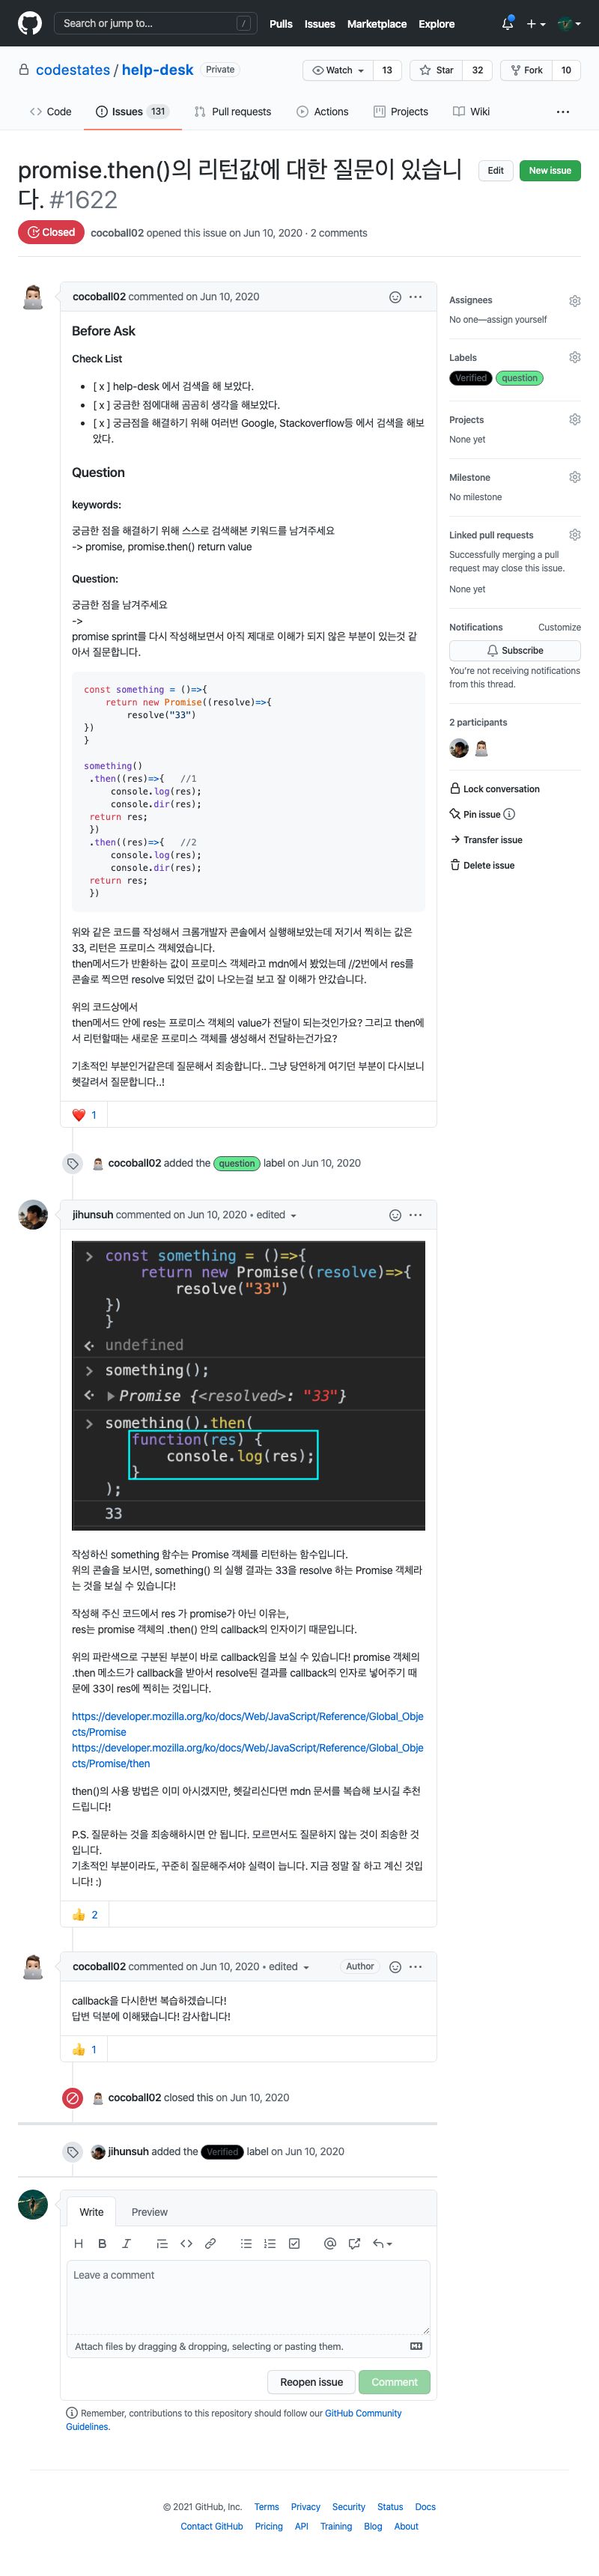 Search or jump to... /
Pulls Issues Marketplace Explore
codestates / help-desk Private
Watch 13 Star 32 Fork 10
Code Issues 131 Pull requests Actions Projects Wiki ...
promise.then()의 리턴값에 대한 질문이 있습니
다. #1622
Edit New issue
Closed cocoball02 opened this issue on Jun 10, 2020 · 2 comments
cocoball02 commented on Jun 10, 2020
Before Ask
Check List
• [ x ] help-desk 에서 검색을 해 보았다.
• [ x ] 궁금한 점에대해 곰곰히 생각을 해보았다.
• [ x ] 궁금점을 해결하기 위해 여러번 Google, Stackoverflow등 에서 검색을 해보
았다.
Question
keywords:
궁금한 점을 해결하기 위해 스스로 검색해본 키워드를 남겨주세요
-> promise, promise.then() return value
Question:
궁금한 점을 남겨주세요
->
promise sprint를 다시 작성해보면서 아직 제대로 이해가 되지 않은 부분이 있는것 같
아서 질문합니다.
const something = ()=>{
return new Promise((resolve)=>{
resolve("33")
})
}
something()
.then((res)=>{ //1
console.log(res);
console.dir(res);
return res;
})
.then((res)=>{ //2
console.log(res);
console.dir(res);
return res;
})
위와 같은 코드를 작성해서 크롬개발자 콘솔에서 실행해보았는데 저기서 찍히는 값은
33, 리턴은 프로미스 객체였습니다.
then메서드가 반환하는 값이 프로미스 객체라고 mdn에서 봤었는데 //2번에서 res를
콘솔로 찍으면 resolve 되었던 값이 나오는걸 보고 잘 이해가 안갔습니다.
위의 코드상에서
then메서드 안에 res는 프로미스 객체의 value가 전달이 되는것인가요? 그리고 then에
서 리턴할때는 새로운 프로미스 객체를 생성해서 전달하는건가요?
기초적인 부분인거같은데 질문해서 죄송합니다.. 그냥 당연하게 여기던 부분이 다시보니
헷갈려서 질문합니다..!
❤️ 1
cocoball02 added the question label on Jun 10, 2020
jihunsuh commented on Jun 10, 2020 • edited
> const something = ()=>{
return new Promise((resolve)=>{
resolve("33")
})
}
undefined
> something();
Promise {<resolved>: "33"}
> something().then(
function(res) {
console.log(res);
}
);
33
작성하신 something 함수는 Promise 객체를 리턴하는 함수입니다.
위의 콘솔을 보시면, something() 의 실행 결과는 33을 resolve 하는 Promise 객체라
는 것을 보실 수 있습니다!
작성해 주신 코드에서 res 가 promise가 아닌 이유는,
res는 promise 객체의 .then() 안의 callback의 인자이기 때문입니다.
위의 파란색으로 구분된 부분이 바로 callback임을 보실 수 있습니다! promise 객체의
.then 메소드가 callback을 받아서 resolve된 결과를 callback의 인자로 넣어주기 때
문에 33이 res에 찍히는 것입니다.
https://developer.mozilla.org/ko/docs/Web/JavaScript/Reference/Global_Obje
cts/Promise
https://developer.mozilla.org/ko/docs/Web/JavaScript/Reference/Global_Obje
cts/Promise/then
then()의 사용 방법은 이미 아시겠지만, 헷갈리신다면 mdn 문서를 복습해 보시길 추천
드립니다!
P.S. 질문하는 것을 죄송해하시면 안 됩니다. 모르면서도 질문하지 않는 것이 죄송한 것
입니다.
기초적인 부분이라도, 꾸준히 질문해주셔야 실력이 늡니다. 지금 정말 잘 하고 계신 것입
니다! :)
👍 2
cocoball02 commented on Jun 10, 2020 • edited Author
callback을 다시한번 복습하겠습니다!
답변 덕분에 이해됐습니다! 감사합니다!
👍 1
cocoball02 closed this on Jun 10, 2020
jihunsuh added the Verified label on Jun 10, 2020
Write Preview
H B I
Leave a comment
Attach files by dragging & dropping, selecting or pasting them.
Reopen issue Comment
Remember, contributions to this repository should follow our GitHub Community
Guidelines.
Assignees
No one—assign yourself
Labels
Verified question
Projects
None yet
Milestone
No milestone
Linked pull requests
Successfully merging a pull
request may close this issue.
None yet
Notifications Customize
Subscribe
You're not receiving notifications
from this thread.
2 participants
Lock conversation
Pin issue
Transfer issue
Delete issue
© 2021 GitHub, Inc. Terms Privacy Security Status Docs
Contact GitHub Pricing API Training Blog About